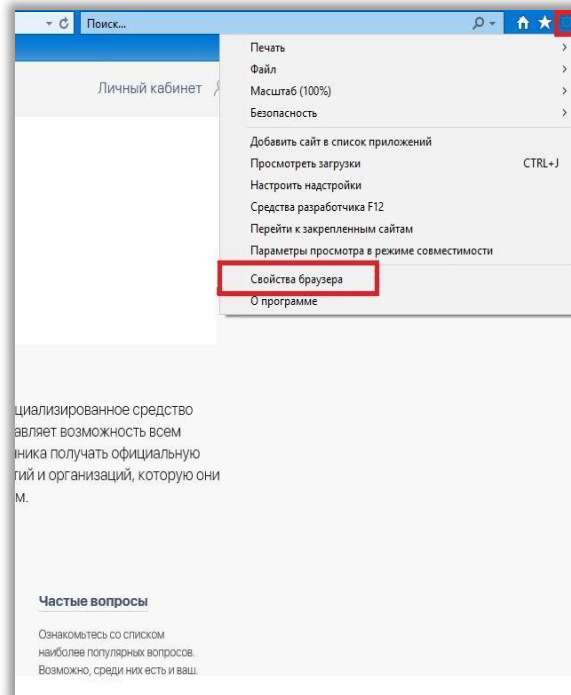 Поиск...
Личный кабинет
Печать
Файл
Масштаб (100%)
Безопасность
Добавить сайт в список приложений
Просмотреть загрузки CTRL+J
Настроить надстройки
Средства разработчика F12
Перейти к закрепленным сайтам
Параметры просмотра в режиме совместимости
Свойства браузера
О программе
циализированное средство
авляет возможность всем
ника получать официальную
тий и организаций, которую они
м.
Частые вопросы
Ознакомьтесь со списком
наиболее популярных вопросов.
Возможно, среди них есть и ваш.